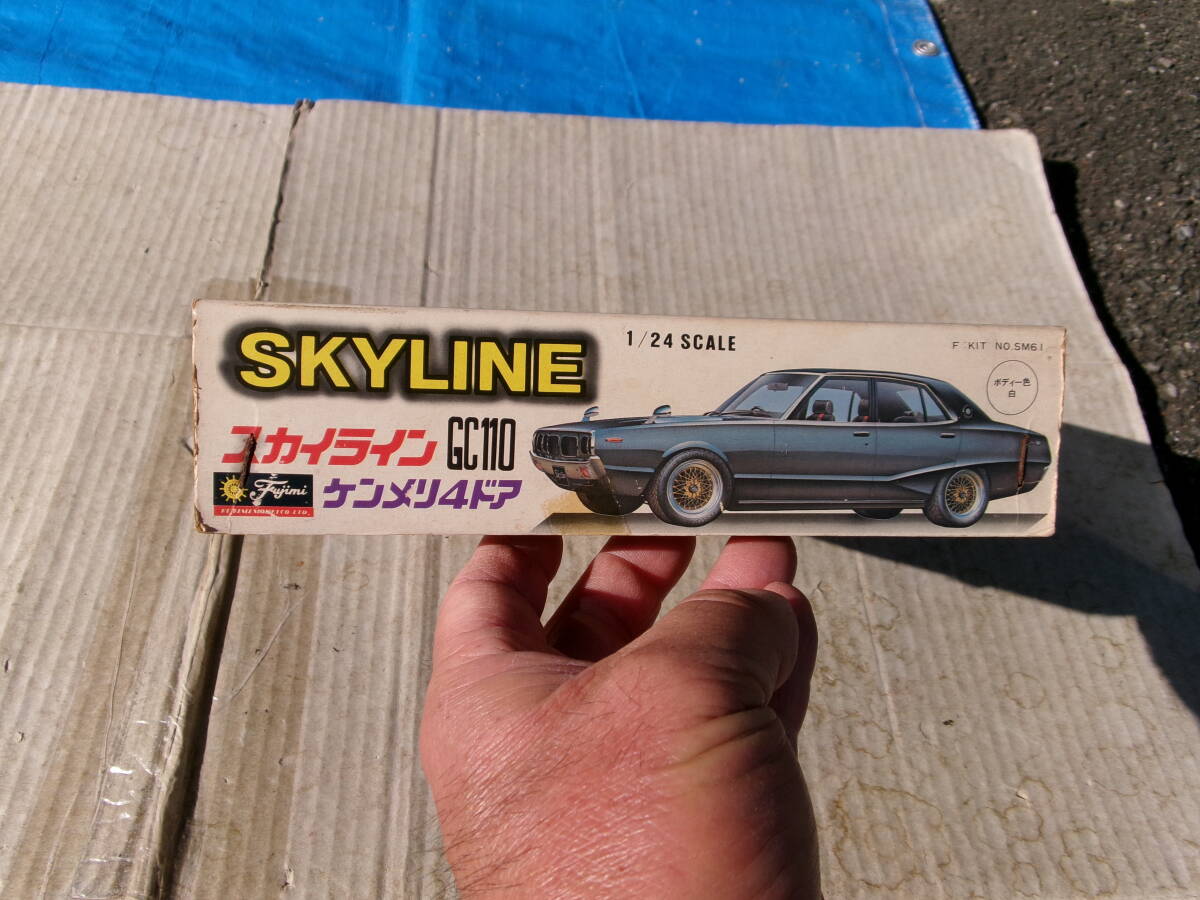 SKYLINE
1/24 SCALE
F KIT NO.SM61
ボディー色
白
スカイライン GC110
Fujimi
ケンメリ4ドア